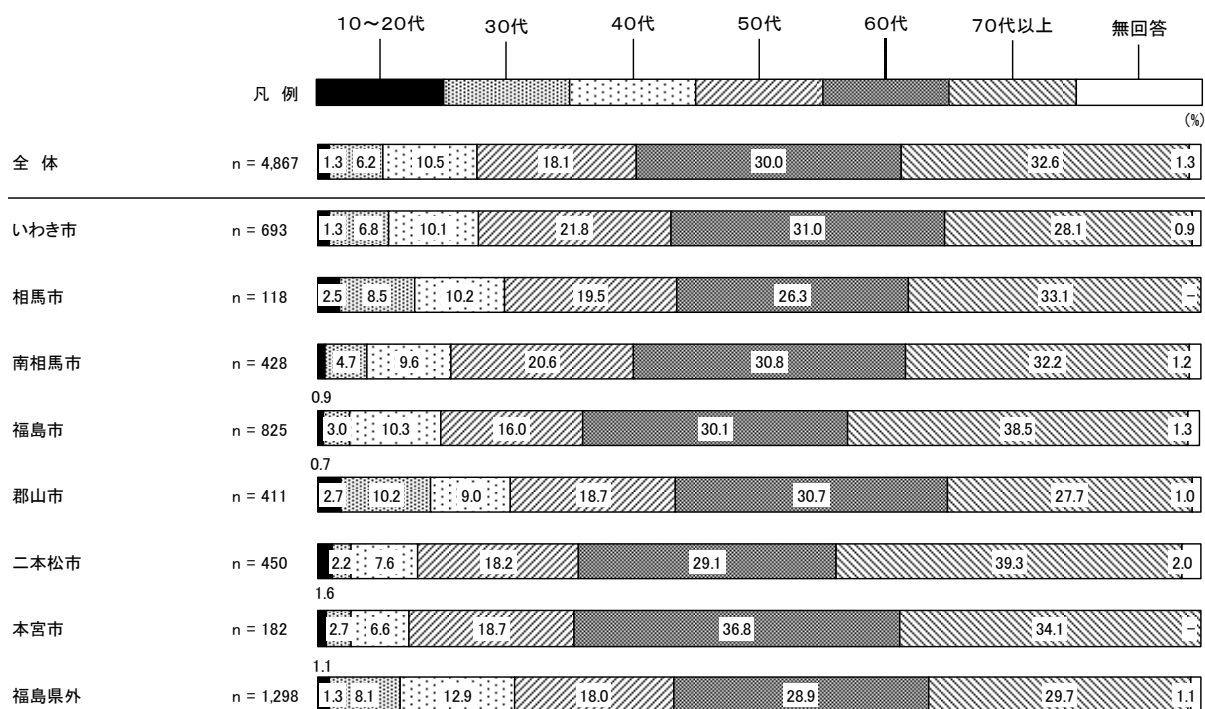 10～20代 30代 40代 50代 60代 70代以上 無回答
凡 例
(%)
全 体 n = 4,867 1.3 6.2 10.5 18.1 30.0 32.6 1.3
いわき市 n = 693 1.3 6.8 10.1 21.8 31.0 28.1 0.9
相馬市 n = 118 2.5 8.5 10.2 19.5 26.3 33.1 -
南相馬市 n = 428 4.7 9.6 20.6 30.8 32.2 1.2
0.9
福島市 n = 825 3.0 10.3 16.0 30.1 38.5 1.3
0.7
郡山市 n = 411 2.7 10.2 9.0 18.7 30.7 27.7 1.0
二本松市 n = 450 2.2 7.6 18.2 29.1 39.3 2.0
1.6
本宮市 n = 182 2.7 6.6 18.7 36.8 34.1 -
1.1
福島県外 n = 1,298 1.3 8.1 12.9 18.0 28.9 29.7 1.1